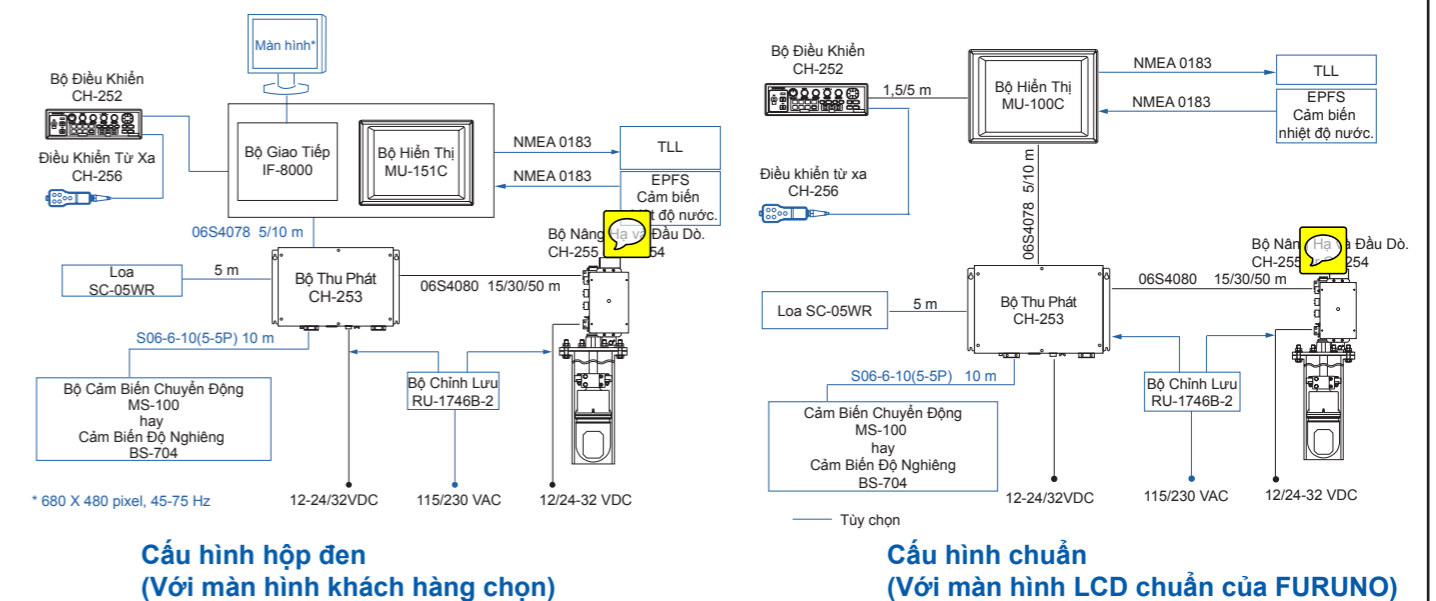 Màn hình*
Bộ Điều Khiển
CH-252
Điều Khiển Từ Xa
CH-256
Bộ Giao Tiếp
IF-8000
Bộ Hiển Thị
MU-151C
NMEA 0183
TLL
NMEA 0183
EPFS
Cảm biến
độ nước.
06S4078 5/10 m
Bộ Nâng Hạ và Đầu Dò.
CH-255
54
Loa
SC-05WR
5 m
Bộ Thu Phát
CH-253
06S4080 15/30/50 m
S06-6-10(5-5P) 10 m
Bộ Cảm Biến Chuyển Động
MS-100
hay
Cảm Biến Độ Nghiêng
BS-704
Bộ Chỉnh Lưu
RU-1746B-2
* 680 X 480 pixel, 45-75 Hz
12-24/32VDC
115/230 VAC
12/24-32 VDC
Cấu hình hộp đen
(Với màn hình khách hàng chọn)
Bộ Điều Khiển
CH-252
1,5/5 m
Bộ Hiển Thị
MU-100C
NMEA 0183
TLL
NMEA 0183
EPFS
Cảm biến
nhiệt độ nước.
Điều khiển từ xa
CH-256
06S4078 5/10 m
Bộ Nâng Hạ và Đầu Dò.
CH-255
254
Loa SC-05WR
5 m
Bộ Thu Phát
CH-253
06S4080 15/30/50 m
S06-6-10(5-5P) 10 m
Cảm Biến Chuyển Động
MS-100
hay
Cảm Biến Độ Nghiêng
BS-704
Bộ Chỉnh Lưu
RU-1746B-2
12-24/32VDC
115/230 VAC
12/24-32 VDC
Tùy chọn
Cấu hình chuẩn
(Với màn hình LCD chuẩn của FURUNO)